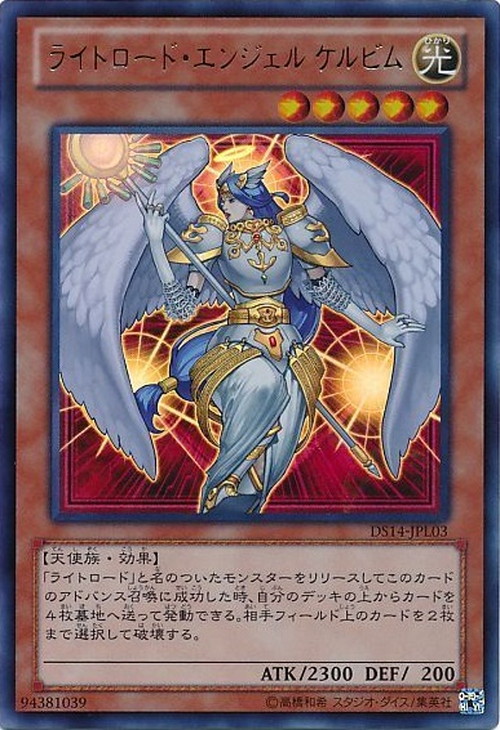 ライトロード・エンジェル ケルビム
光
DS14-JPL03
【天使族・効果】
「ライトロード」と名のついたモンスターをリリースしてこのカード
のアドバンス召喚に成功した時、自分のデッキの上からカードを
4枚墓地へ送って発動できる。相手フィールド上のカードを2枚
まで選択して破壊する。
ATK/2300 DEF/ 200
94381039
©高橋和希 スタジオ・ダイス/集英社